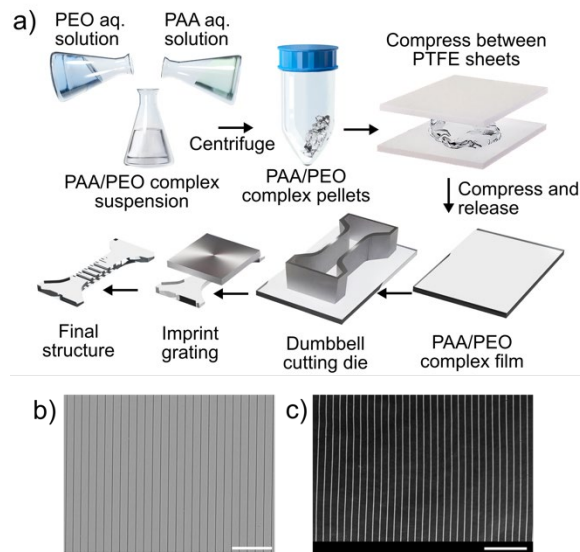 a)
PEO aq.
solution
PAA aq.
solution
PAA/PEO complex
suspension
Centrifuge
PAA/PEO
complex pellets
Compress between
PTFE sheets
Compress and
release
PAA/PEO
complex film
Dumbbell
cutting die
Imprint
grating
Final
structure
b)
c)